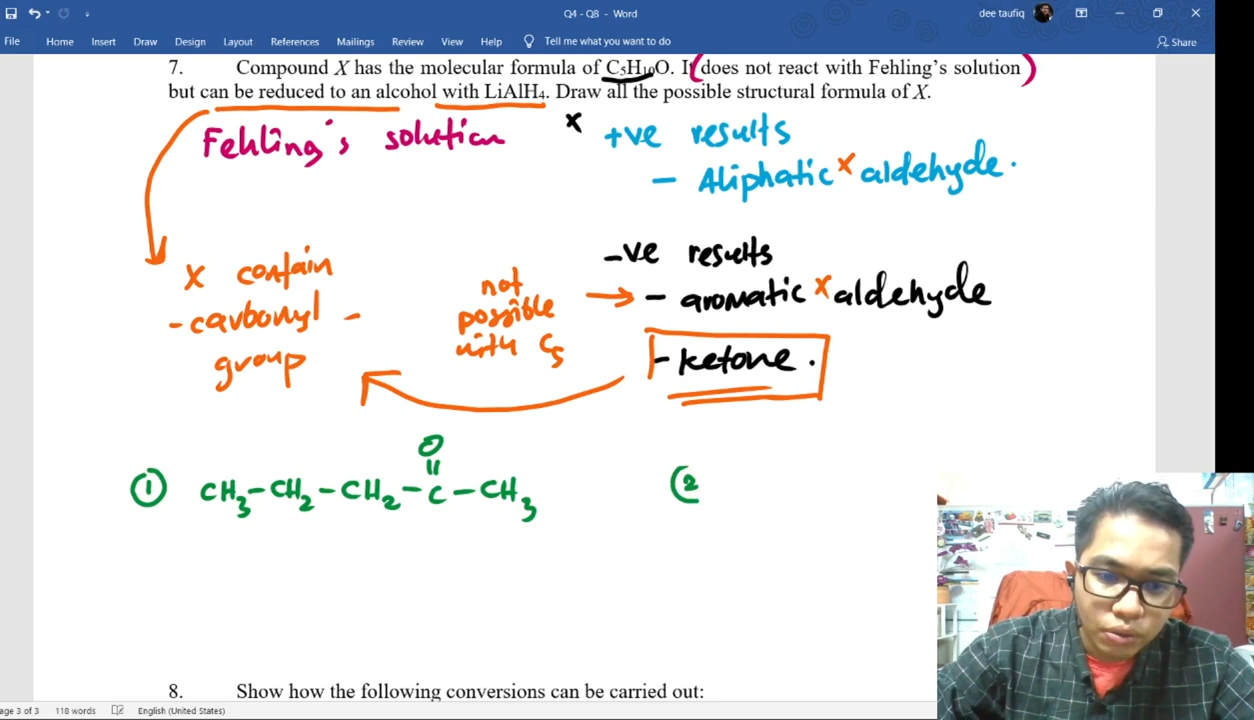 Q4 - Q8 - Word
dee taufiq
File Home Insert Draw Design Layout References Mailings Review View Help Tell me what you want to do Share
7. Compound X has the molecular formula of C₅H₁₀O. It does not react with Fehling's solution
but can be reduced to an alcohol with LiAlH₄. Draw all the possible structural formula of X.
Fehling's solution
x
+ve results
- Aliphatic x aldehyde.
-ve results
- aromatic x aldehyde
- ketone.
x contain
- carbonyl -
group
not
possible
with C₅
①
O
CH₃-CH₂-CH₂-C-CH₃
(2
8. Show how the following conversions can be carried out:
age 3 of 3 118 words English (United States)